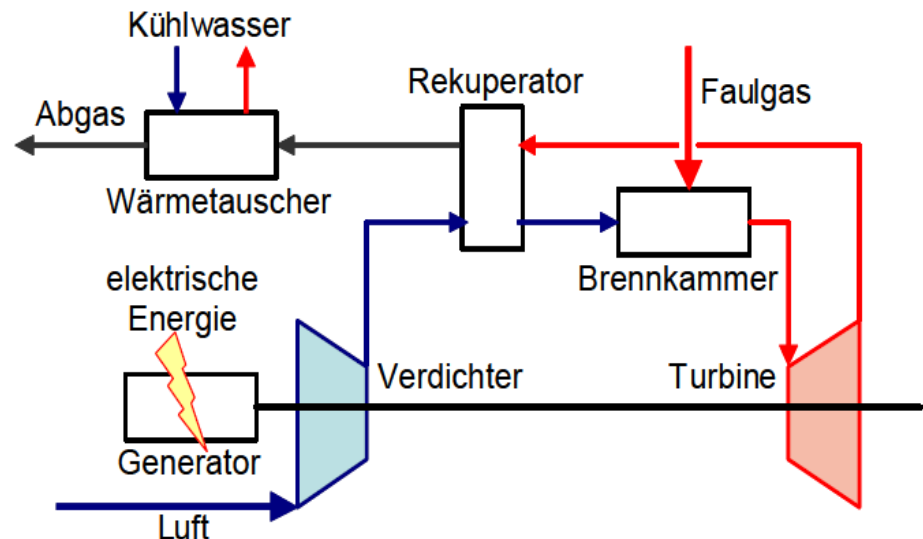 Kühlwasser
Rekuperator
Faulgas
Abgas
Wärmetauscher
Brennkammer
elektrische
Energie
Verdichter
Turbine
Generator
Luft